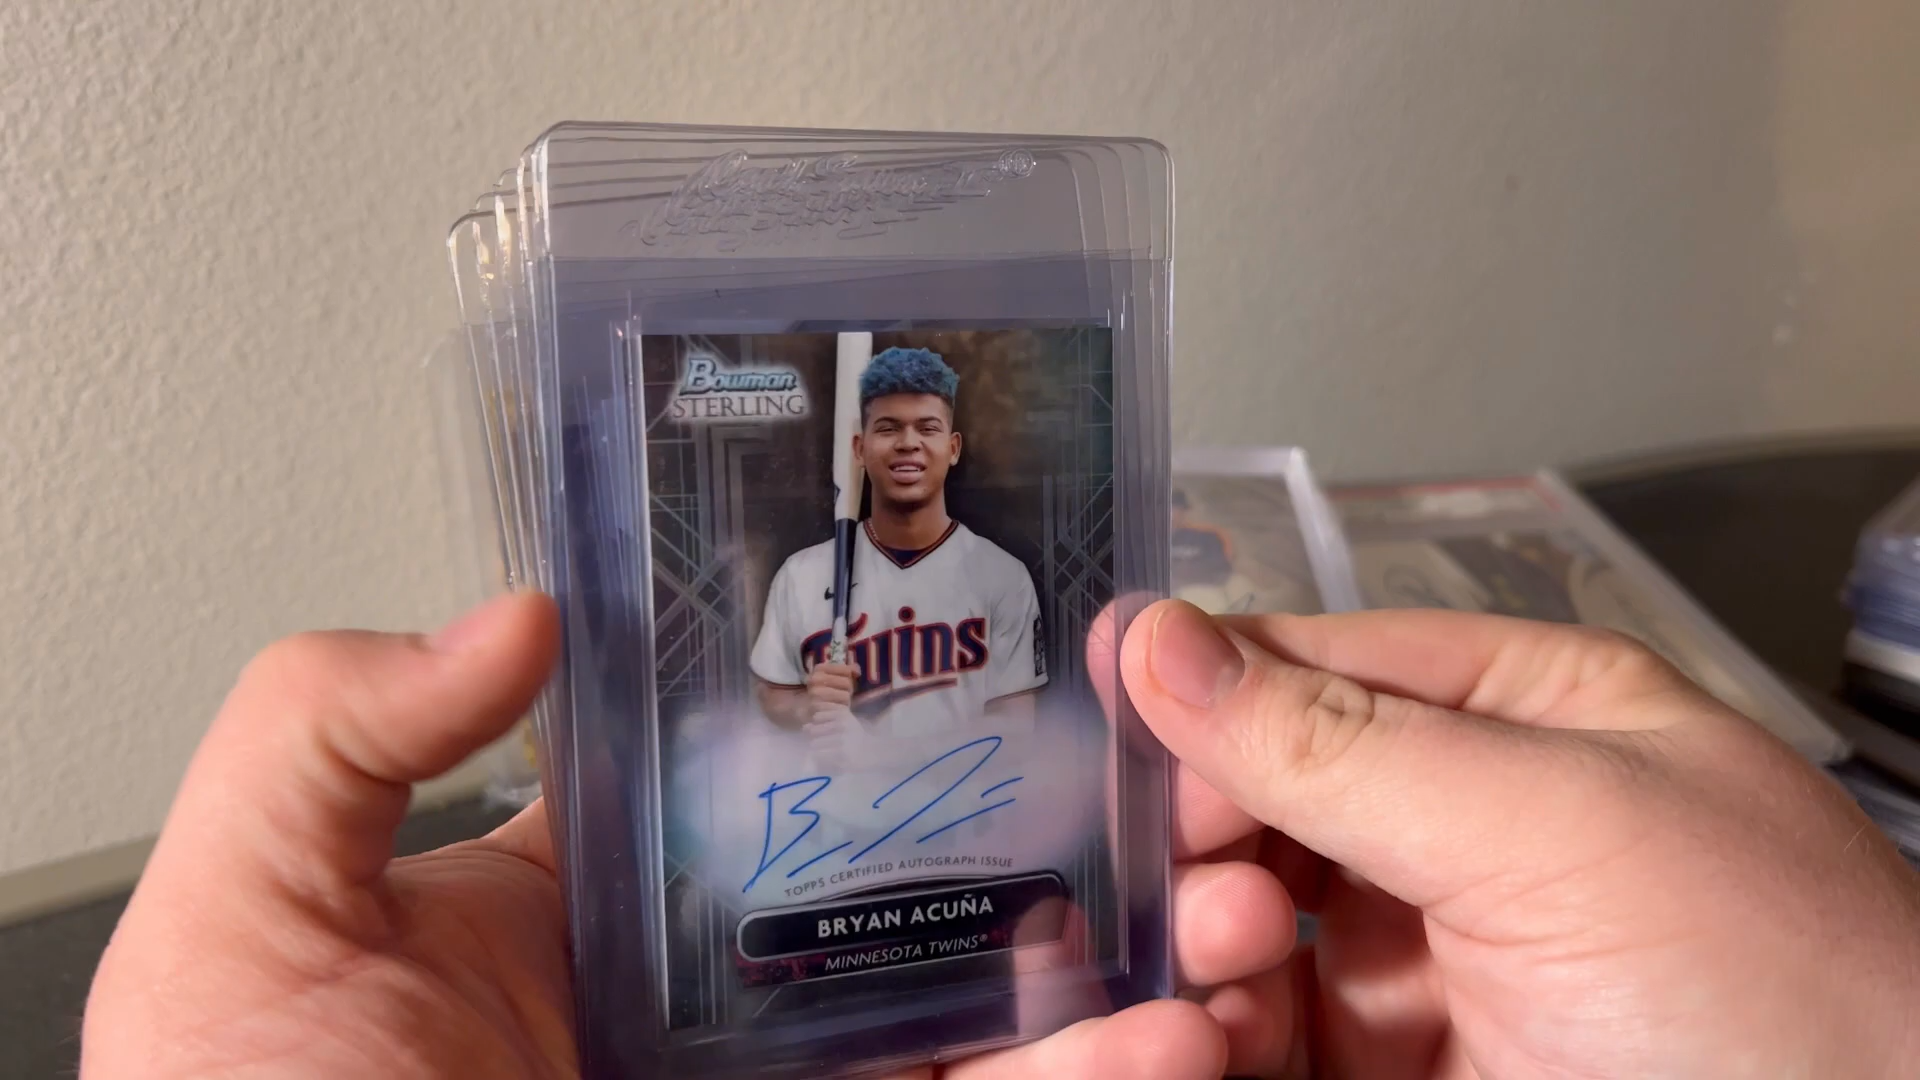 Bowman
STERLING
Twins
TOPPS CERTIFIED AUTOGRAPH ISSUE
BRYAN ACUÑA
MINNESOTA TWINS®